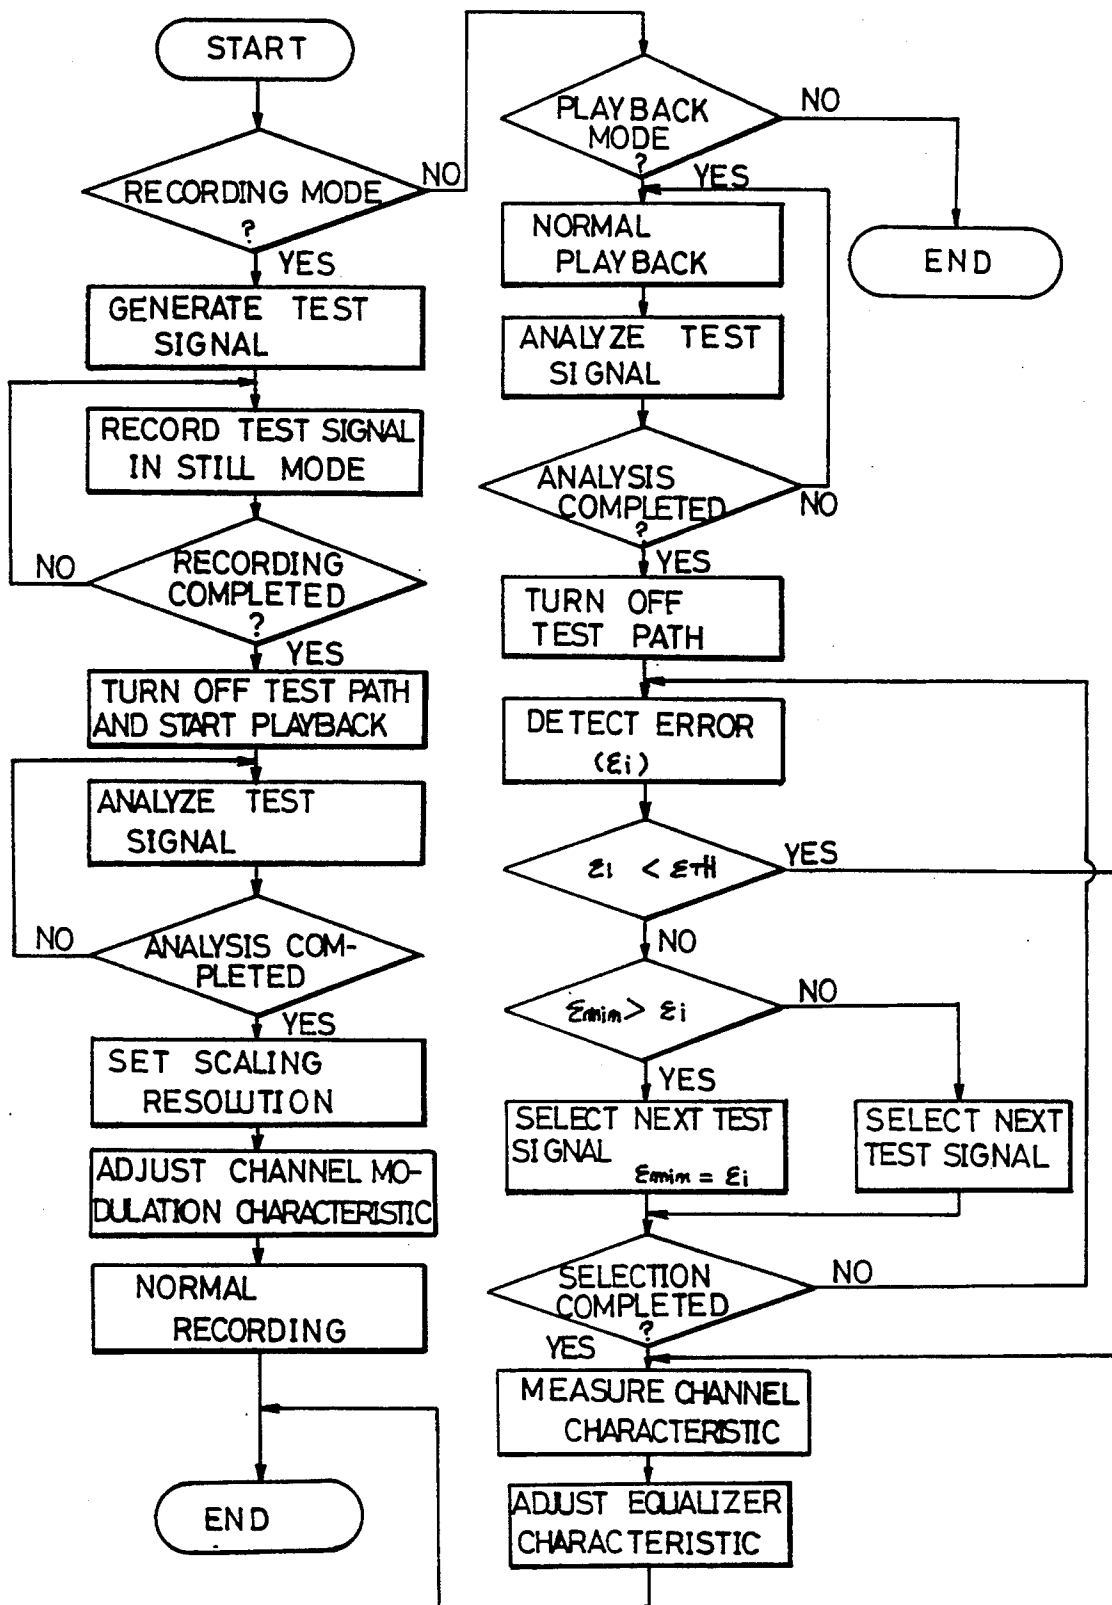 START
RECORDING MODE
?
NO
YES
GENERATE TEST
SIGNAL
RECORD TEST SIGNAL
IN STILL MODE
NO
RECORDING
COMPLETED
?
YES
TURN OFF TEST PATH
AND START PLAYBACK
ANALYZE TEST
SIGNAL
NO
ANALYSIS COM-
PLETED
YES
SET SCALING
RESOLUTION
ADJUST CHANNEL MO-
DULATION CHARACTERISTIC
NORMAL
RECORDING
END
PLAYBACK
MODE
?
NO
YES
END
NORMAL
PLAYBACK
ANALYZE TEST
SIGNAL
ANALYSIS
COMPLETED
?
NO
YES
TURN OFF
TEST PATH
DETECT ERROR
(εi)
εi < εTH
YES
NO
εmin > εi
NO
YES
SELECT NEXT TEST
SIGNAL
εmin = εi
SELECT NEXT
TEST SIGNAL
SELECTION
COMPLETED
?
NO
YES
MEASURE CHANNEL
CHARACTERISTIC
ADJUST EQUALIZER
CHARACTERISTIC